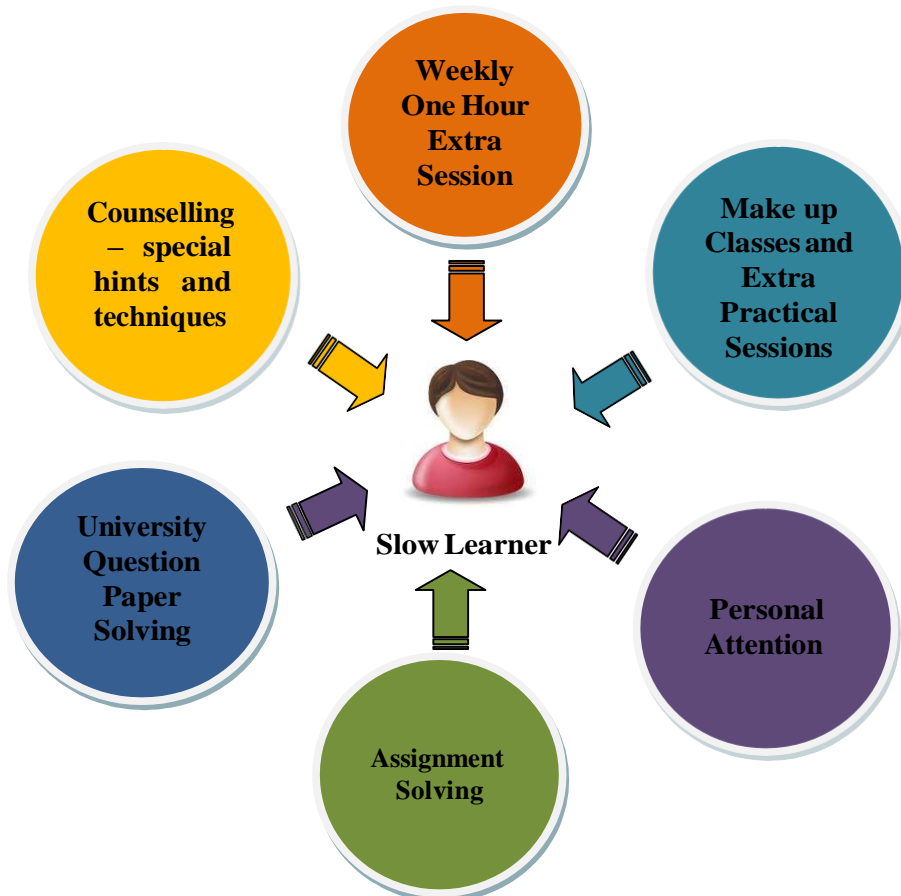 Weekly
One Hour
Extra
Session
Counselling
– special
hints and
techniques
Make up
Classes and
Extra
Practical
Sessions
University
Question
Paper
Solving
Slow Learner
Personal
Attention
Assignment
Solving